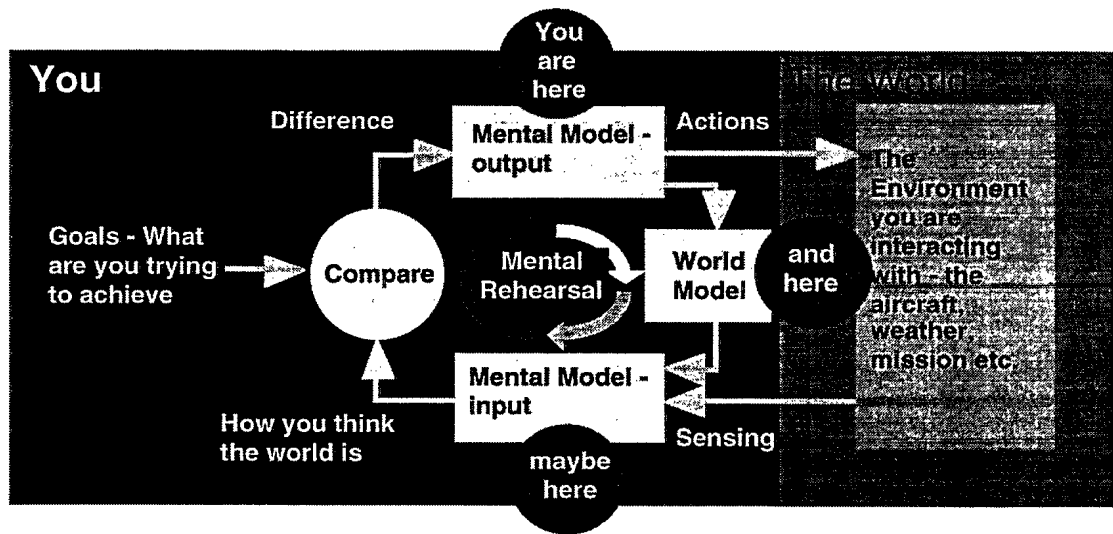 You
are
here
You
The World
Difference
Mental Model -
output
Actions
The
Environment
you are
interacting
with - the
aircraft,
weather,
mission etc.
Goals - What
are you trying
to achieve
Compare
Mental
Rehearsal
World
Model
and
here
Mental Model -
input
How you think
the world is
Sensing
maybe
here